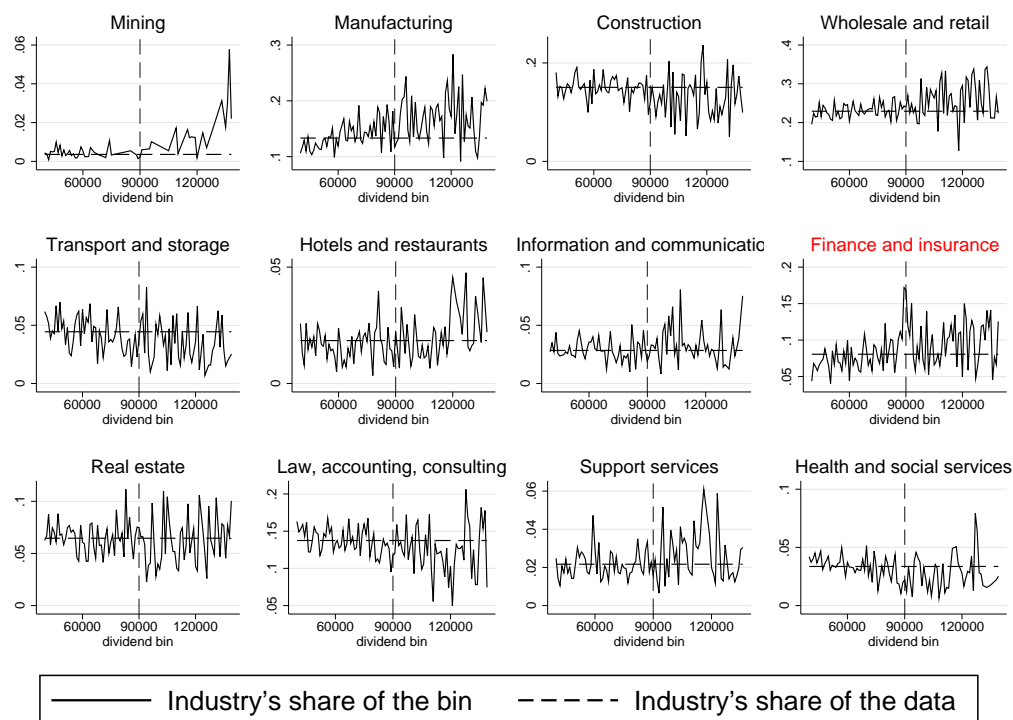 Mining
Manufacturing
Construction
Wholesale and retail
0 .02 .04 .06
60000 90000 120000
dividend bin
.1 .2 .3
60000 90000 120000
dividend bin
0 .2
60000 90000 120000
dividend bin
.1 .2 .3 .4
60000 90000 120000
dividend bin
Transport and storage
Hotels and restaurants
Information and communicatio
Finance and insurance
0 .05 .1
60000 90000 120000
dividend bin
0 .05
60000 90000 120000
dividend bin
0 .05 .1
60000 90000 120000
dividend bin
.05 .1 .15 .2
60000 90000 120000
dividend bin
Real estate
Law, accounting, consulting
Support services
Health and social services
0 .05 .1
60000 90000 120000
dividend bin
.05 .1 .15 .2
60000 90000 120000
dividend bin
0 .02 .04 .06
60000 90000 120000
dividend bin
0 .05 .1
60000 90000 120000
dividend bin
Industry's share of the bin
Industry's share of the data